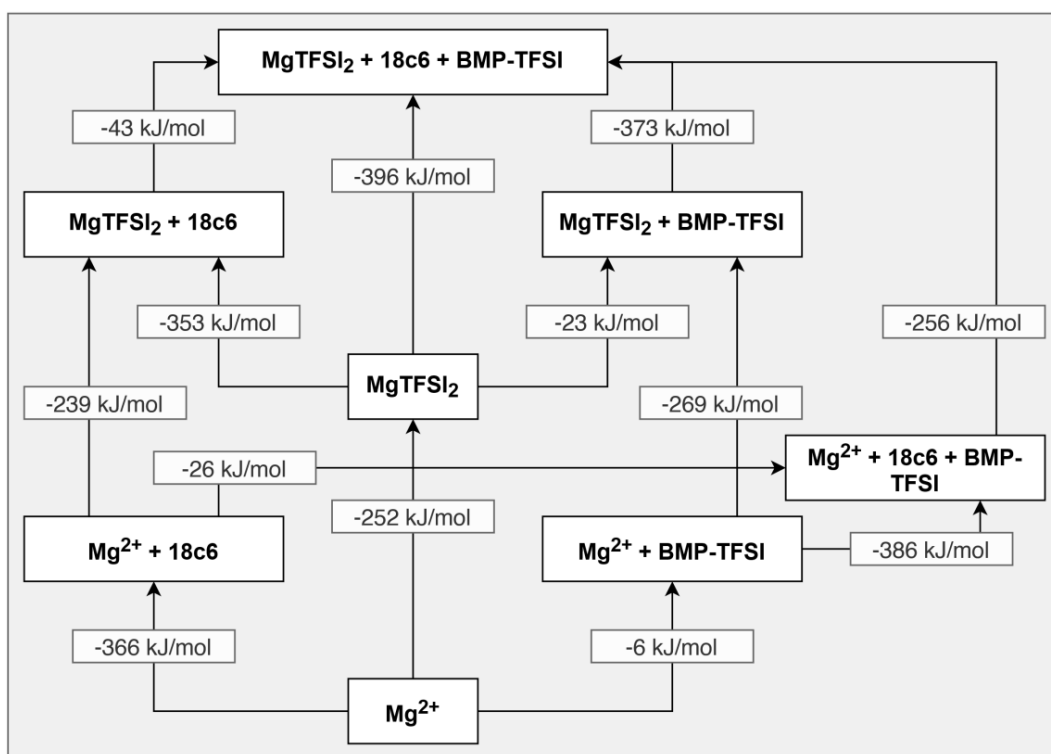 MgTFSI₂ + 18c6 + BMP-TFSI
-43 kJ/mol
-373 kJ/mol
-396 kJ/mol
MgTFSI₂ + 18c6
MgTFSI₂ + BMP-TFSI
-353 kJ/mol
-23 kJ/mol
-256 kJ/mol
MgTFSI₂
-239 kJ/mol
-269 kJ/mol
-26 kJ/mol
Mg²⁺ + 18c6 + BMP-
TFSI
-252 kJ/mol
Mg²⁺ + 18c6
Mg²⁺ + BMP-TFSI
-386 kJ/mol
-366 kJ/mol
-6 kJ/mol
Mg²⁺